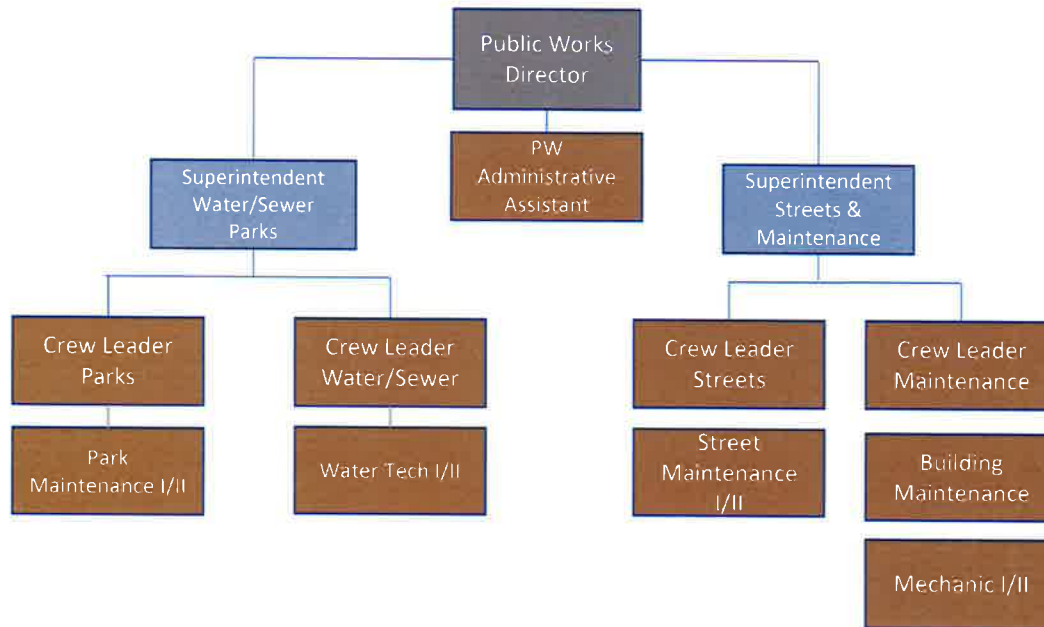 Public Works
Director
PW
Administrative
Assistant
Superintendent
Water/Sewer
Parks
Superintendent
Streets &
Maintenance
Crew Leader
Parks
Crew Leader
Water/Sewer
Crew Leader
Streets
Crew Leader
Maintenance
Park
Maintenance I/II
Water Tech I/II
Street
Maintenance
I/II
Building
Maintenance
Mechanic I/II